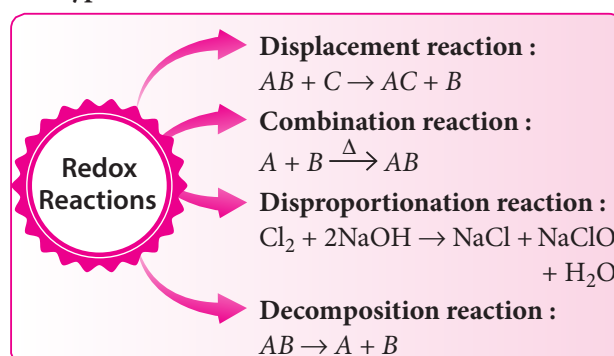 Redox
Reactions
Displacement reaction :
AB + C → AC + B
Combination reaction :
A + B —Δ→ AB
Disproportionation reaction :
Cl₂ + 2NaOH → NaCl + NaClO
+ H₂O
Decomposition reaction :
AB → A + B